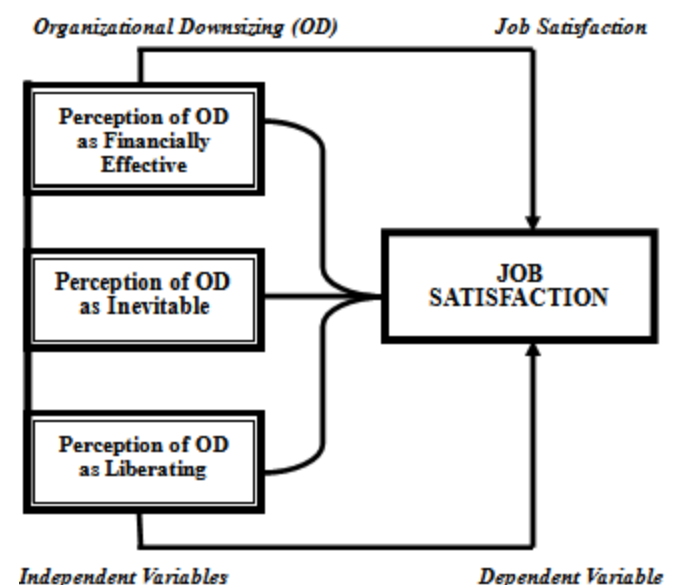 Organizational Downsizing (OD)
Job Satisfaction
Perception of OD
as Financially
Effective
Perception of OD
as Inevitable
Perception of OD
as Liberating
JOB
SATISFACTION
Independent Variables
Dependent Variable